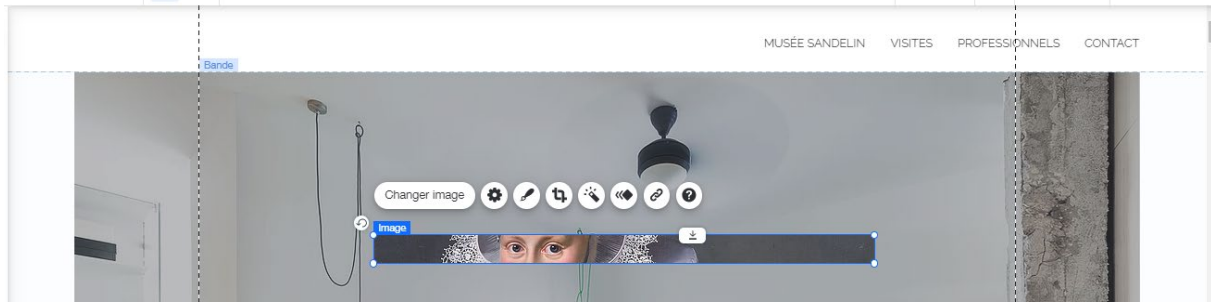 MUSÉE SANDELIN VISITES PROFESSIONNELS CONTACT
Bande
Changer image
Image